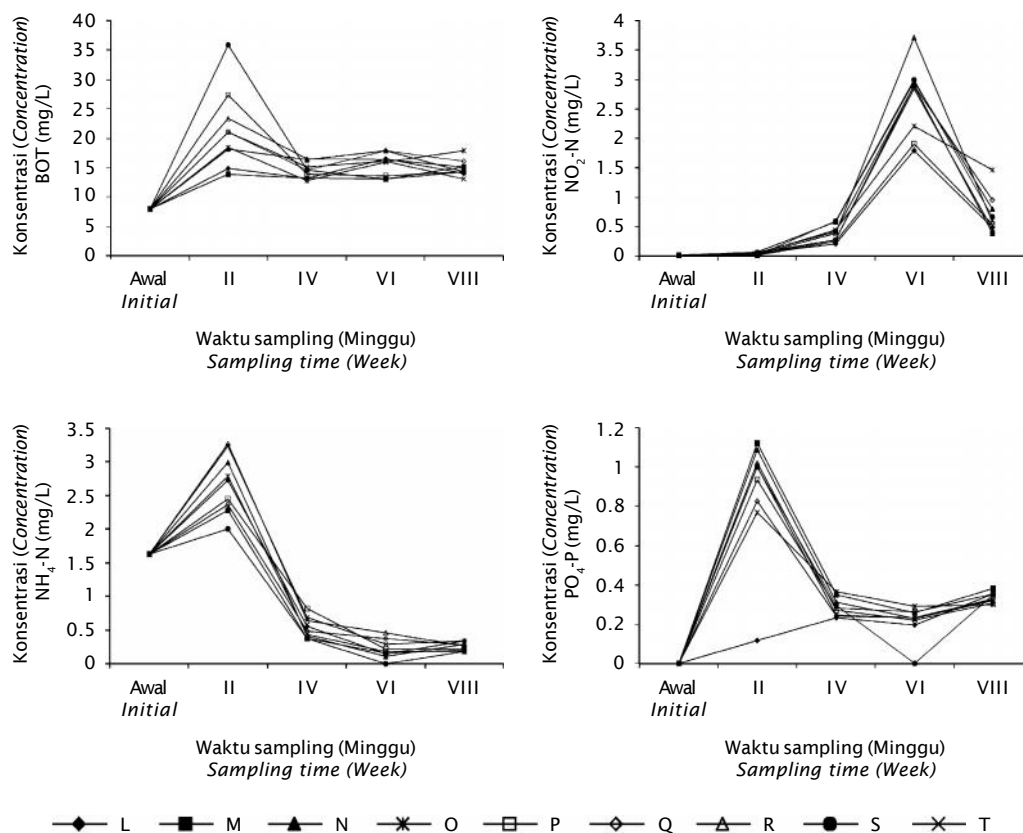 Konsentrasi (Concentration)
BOT (mg/L)
40
35
30
25
20
15
10
5
0
Awal
Initial
II
IV
VI
VIII
Waktu sampling (Minggu)
Sampling time (Week)
Konsentrasi (Concentration)
NO₂-N (mg/L)
4
3.5
3
2.5
2
1.5
1
0.5
0
Awal
Initial
II
IV
VI
VIII
Waktu sampling (Minggu)
Sampling time (Week)
Konsentrasi (Concentration)
NH₄-N (mg/L)
3.5
3
2.5
2
1.5
1
0.5
0
Awal
Initial
II
IV
VI
VIII
Waktu sampling (Minggu)
Sampling time (Week)
Konsentrasi (Concentration)
PO₄-P (mg/L)
1.2
1
0.8
0.6
0.4
0.2
0
Awal
Initial
II
IV
VI
VIII
Waktu sampling (Minggu)
Sampling time (Week)
L M N O P Q R S T